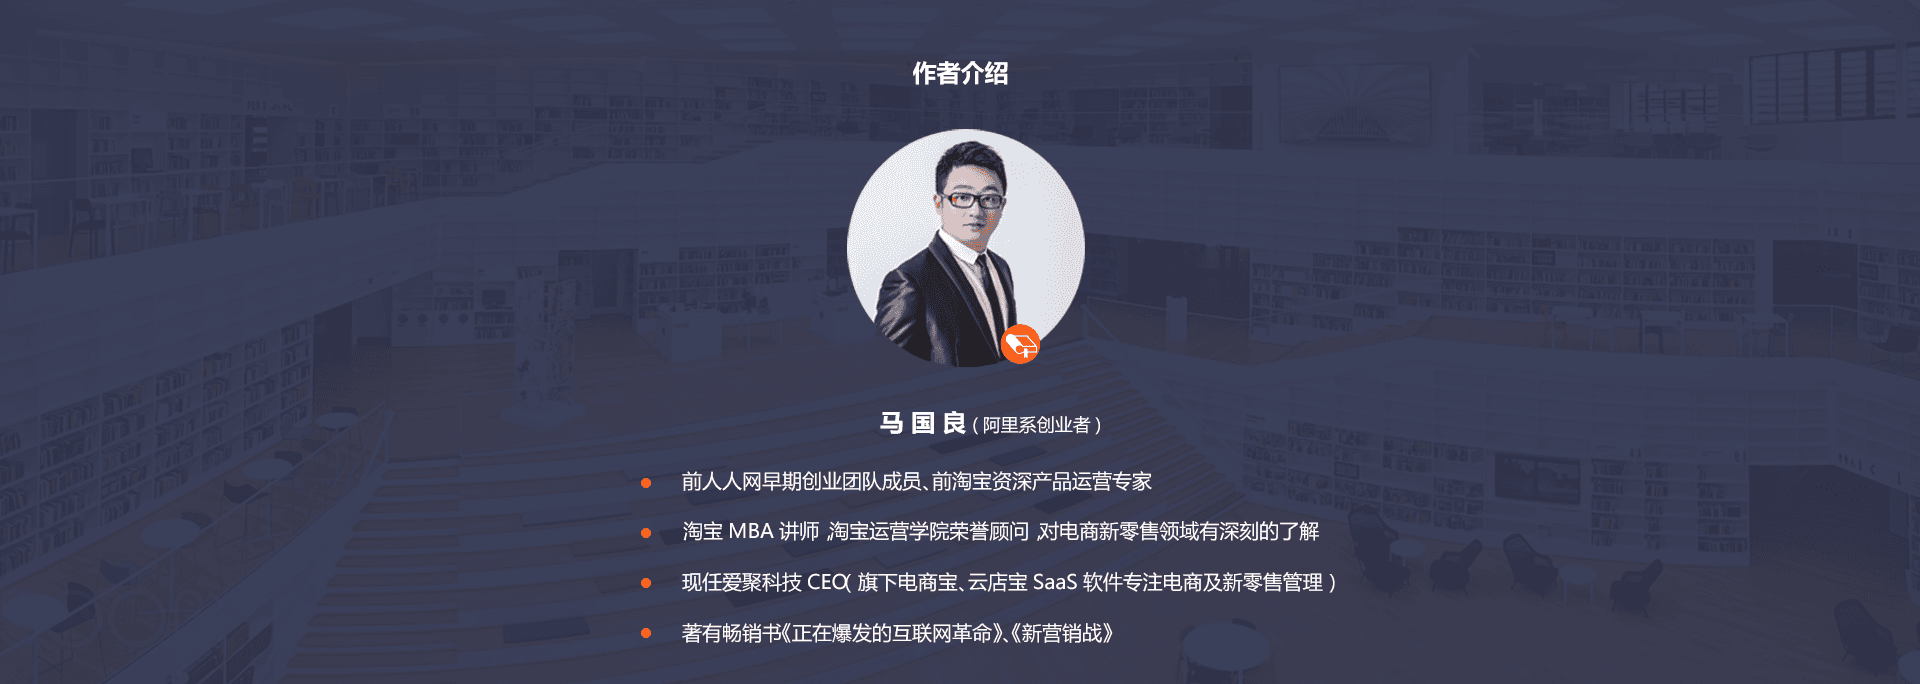 作者介绍
马国良(阿里系创业者)
前人人网早期创业团队成员、前淘宝资深产品运营专家
淘宝 MBA 讲师,淘宝运营学院荣誉顾问,对电商新零售领域有深刻的了解
现任爱聚科技 CEO(旗下电商宝、云店宝 SaaS 软件专注电商及新零售管理)
著有畅销书《正在爆发的互联网革命》、《新营销战》